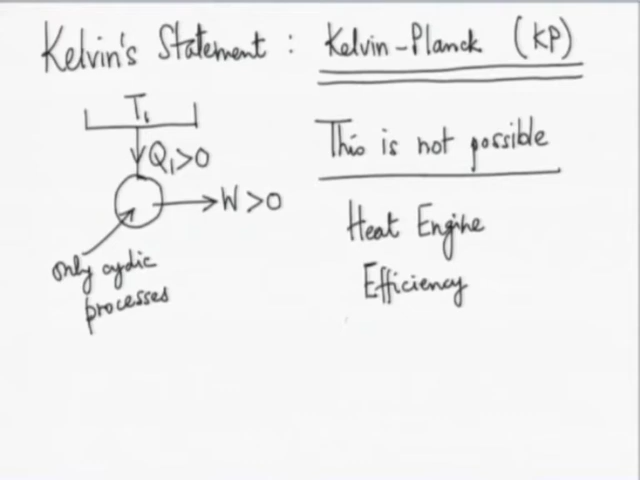 Kelvin's Statement : Kelvin-Planck (KP)
T₁
Q₁>0
W>0
only cyclic
processes
This is not possible
Heat Engine
Efficiency